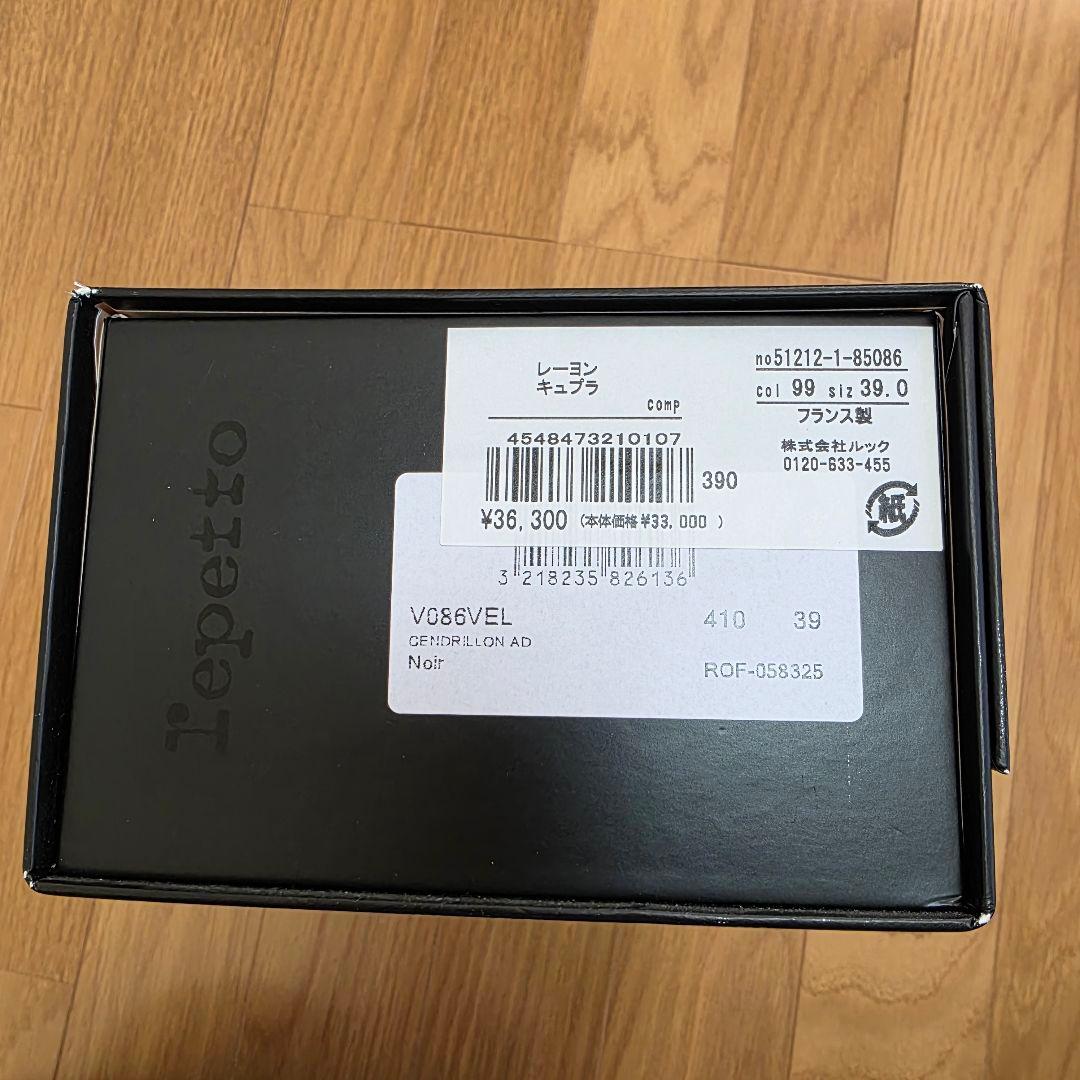 repetto
レーヨン
キュプラ
comp
no51212-1-85086
col 99 siz 39.0
フランス製
株式会社ルック
0120-633-455
4548473210107
390
¥36,300 (本体価格 ¥33,000 )
紙
3 218235 826136
V086VEL 410 39
CENDRILLON AD
Noir
ROF-058325